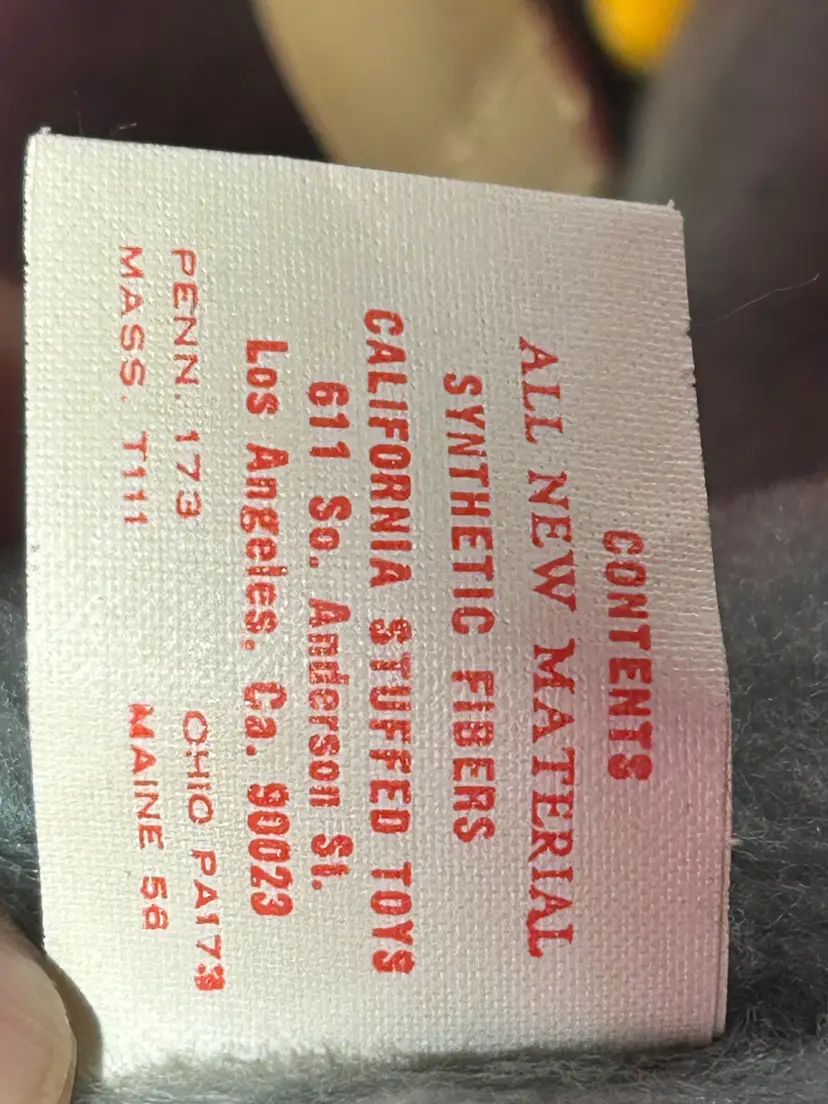 CONTENTS
ALL NEW MATERIAL
SYNTHETIC FIBERS
CALIFORNIA STUFFED TOYS
611 So. Anderson St.
Los Angeles, Ca. 90023
PENN. 173 OHIO PA173
MASS. T111 MAINE 56